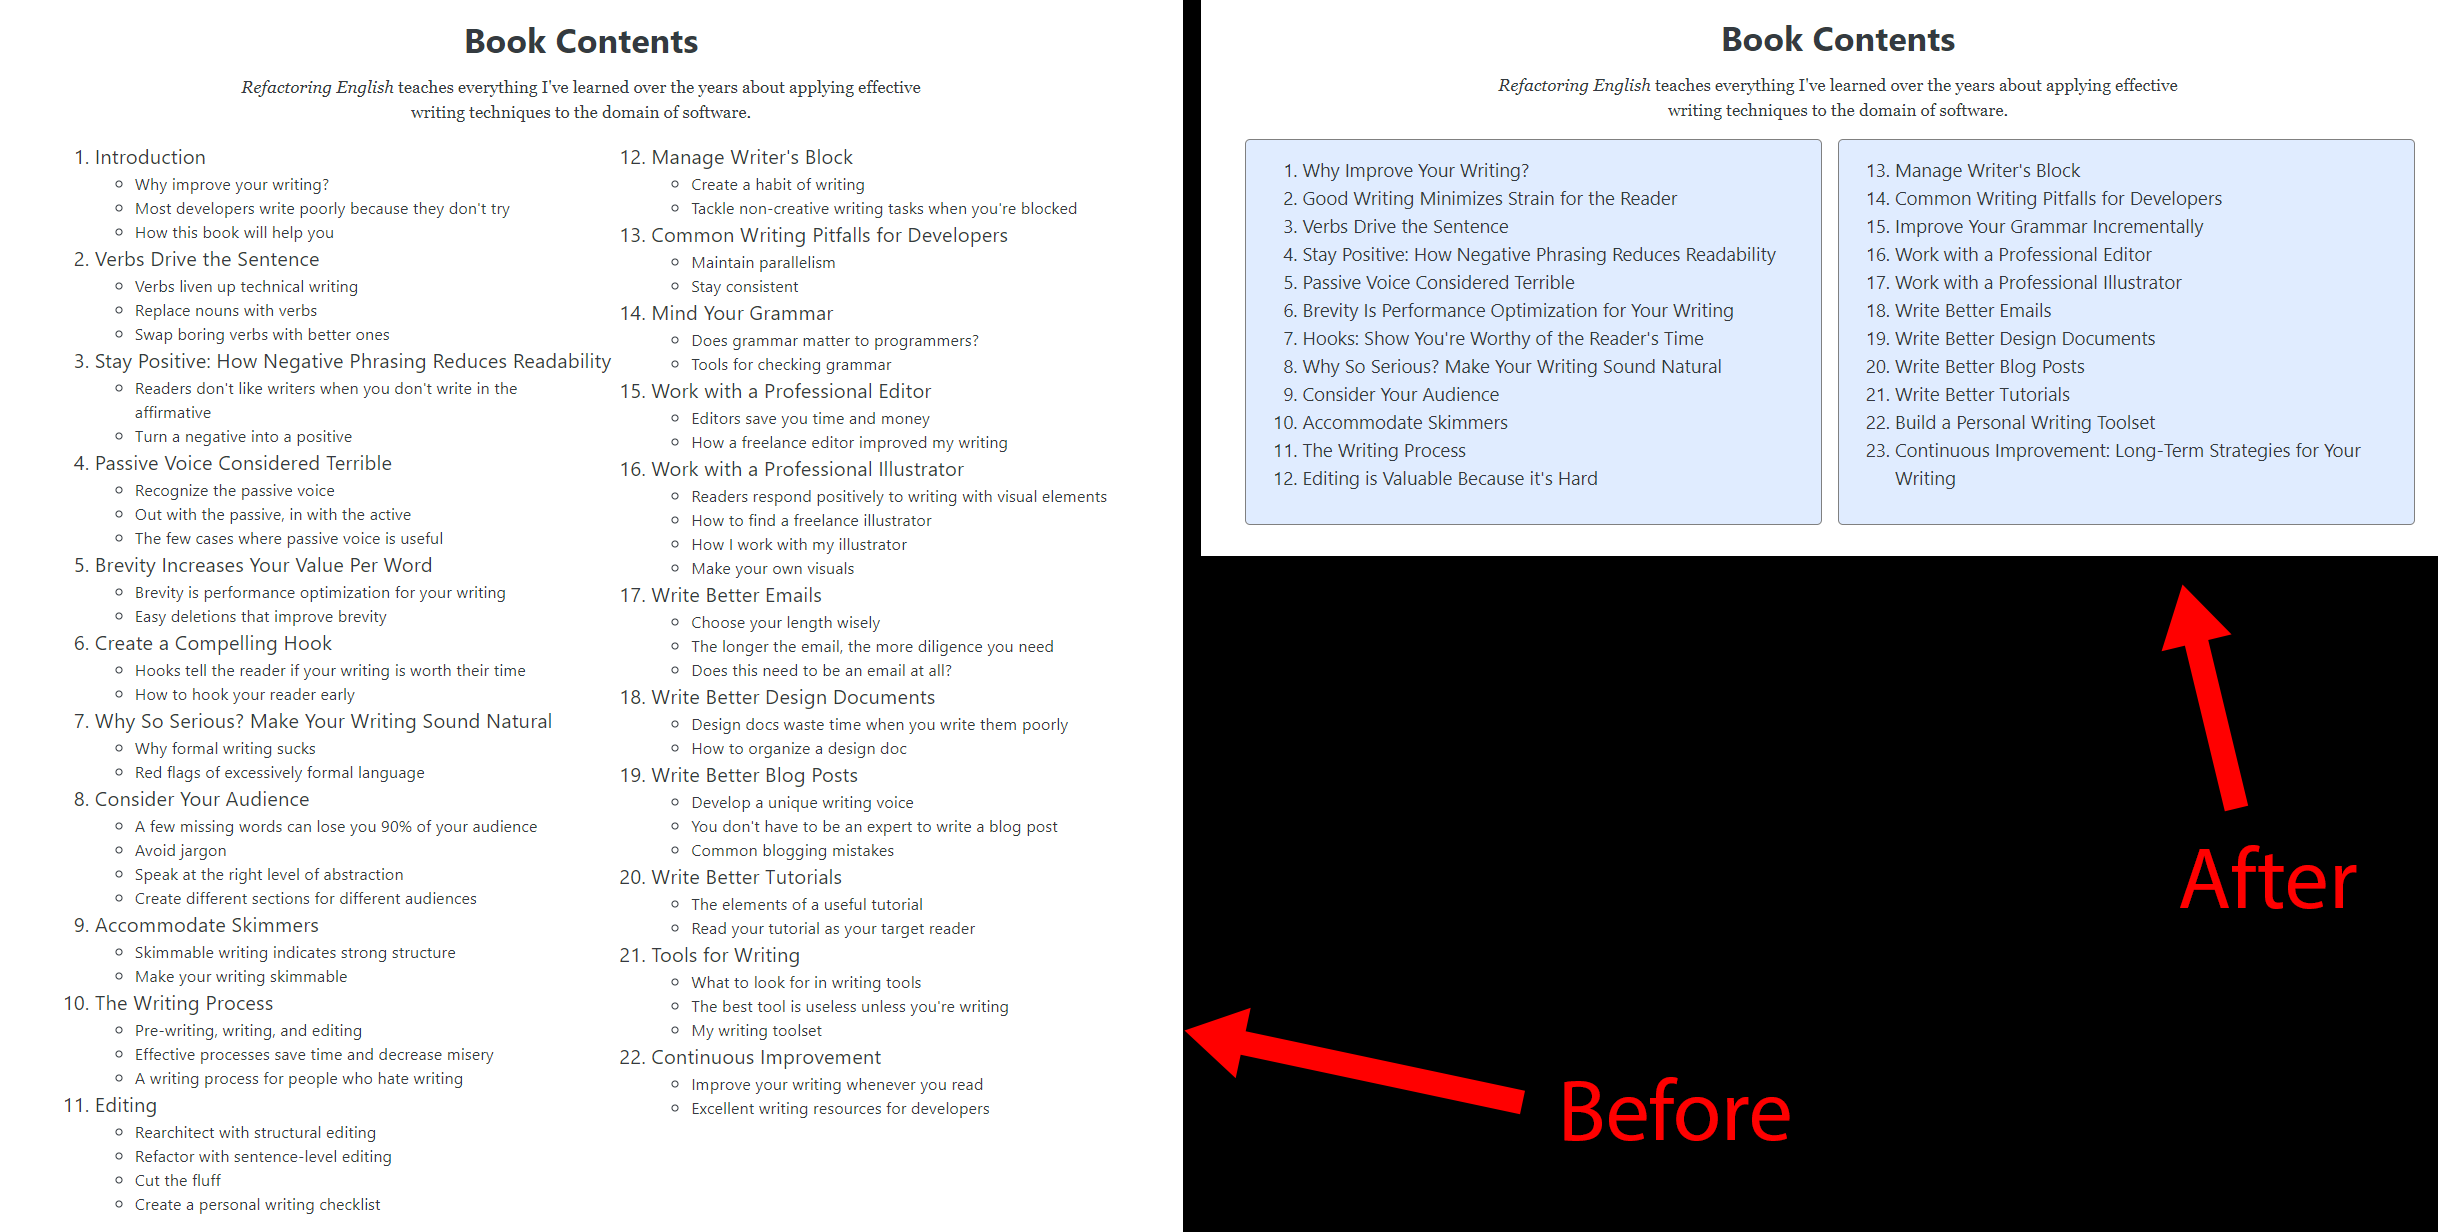 Book Contents
Refactoring English teaches everything I've learned over the years about applying effective
writing techniques to the domain of software.
1. Introduction
Why improve your writing?
Most developers write poorly because they don't try
How this book will help you
2. Verbs Drive the Sentence
Verbs liven up technical writing
Replace nouns with verbs
Swap boring verbs with better ones
3. Stay Positive: How Negative Phrasing Reduces Readability
Readers don't like writers when you don't write in the
affirmative
Turn a negative into a positive
4. Passive Voice Considered Terrible
Recognize the passive voice
Out with the passive, in with the active
The few cases where passive voice is useful
5. Brevity Increases Your Value Per Word
Brevity is performance optimization for your writing
Easy deletions that improve brevity
6. Create a Compelling Hook
Hooks tell the reader if your writing is worth their time
How to hook your reader early
7. Why So Serious? Make Your Writing Sound Natural
Why formal writing sucks
Red flags of excessively formal language
8. Consider Your Audience
A few missing words can lose you 90% of your audience
Avoid jargon
Speak at the right level of abstraction
Create different sections for different audiences
9. Accommodate Skimmers
Skimmable writing indicates strong structure
Make your writing skimmable
10. The Writing Process
Pre-writing, writing, and editing
Effective processes save time and decrease misery
A writing process for people who hate writing
11. Editing
Rearchitect with structural editing
Refactor with sentence-level editing
Cut the fluff
Create a personal writing checklist
12. Manage Writer's Block
Create a habit of writing
Tackle non-creative writing tasks when you're blocked
13. Common Writing Pitfalls for Developers
Maintain parallelism
Stay consistent
14. Mind Your Grammar
Does grammar matter to programmers?
Tools for checking grammar
15. Work with a Professional Editor
Editors save you time and money
How a freelance editor improved my writing
16. Work with a Professional Illustrator
Readers respond positively to writing with visual elements
How to find a freelance illustrator
How I work with my illustrator
Make your own visuals
17. Write Better Emails
Choose your length wisely
The longer the email, the more diligence you need
Does this need to be an email at all?
18. Write Better Design Documents
Design docs waste time when you write them poorly
How to organize a design doc
19. Write Better Blog Posts
Develop a unique writing voice
You don't have to be an expert to write a blog post
Common blogging mistakes
20. Write Better Tutorials
The elements of a useful tutorial
Read your tutorial as your target reader
21. Tools for Writing
What to look for in writing tools
The best tool is useless unless you're writing
My writing toolset
22. Continuous Improvement
Improve your writing whenever you read
Excellent writing resources for developers
Before
Book Contents
Refactoring English teaches everything I've learned over the years about applying effective
writing techniques to the domain of software.
1. Why Improve Your Writing?
2. Good Writing Minimizes Strain for the Reader
3. Verbs Drive the Sentence
4. Stay Positive: How Negative Phrasing Reduces Readability
5. Passive Voice Considered Terrible
6. Brevity Is Performance Optimization for Your Writing
7. Hooks: Show You're Worthy of the Reader's Time
8. Why So Serious? Make Your Writing Sound Natural
9. Consider Your Audience
10. Accommodate Skimmers
11. The Writing Process
12. Editing is Valuable Because it's Hard
13. Manage Writer's Block
14. Common Writing Pitfalls for Developers
15. Improve Your Grammar Incrementally
16. Work with a Professional Editor
17. Work with a Professional Illustrator
18. Write Better Emails
19. Write Better Design Documents
20. Write Better Blog Posts
21. Write Better Tutorials
22. Build a Personal Writing Toolset
23. Continuous Improvement: Long-Term Strategies for Your
Writing
After